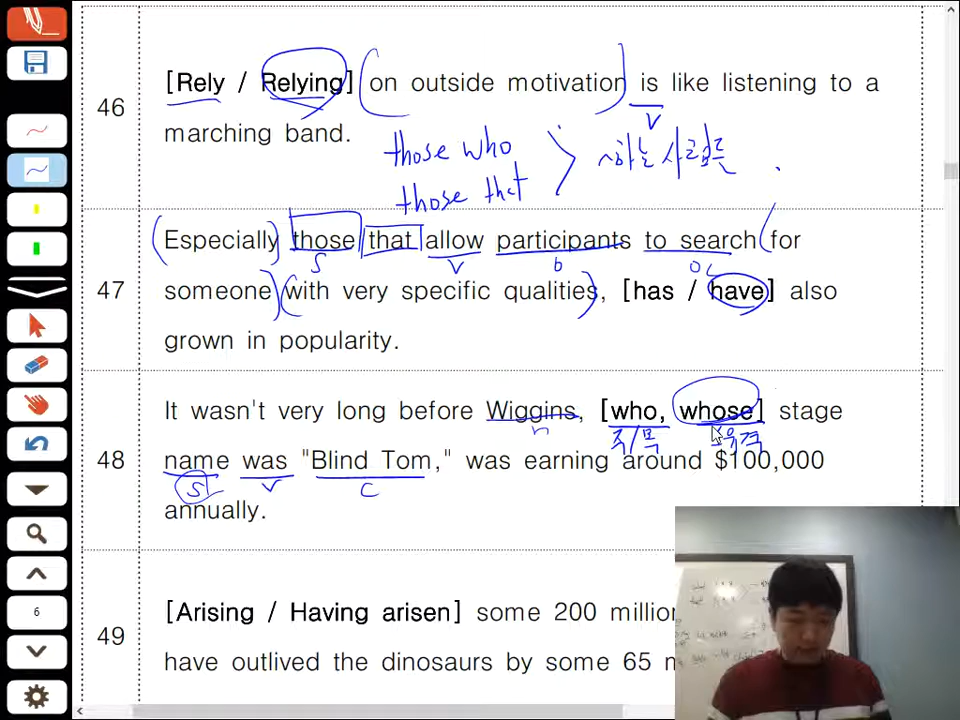 46
[Rely / Relying] on outside motivation is like listening to a
V
marching band.
those who
those that
~하는 사람들
Especially those that allow participants to search for
S V O OC
47
someone with very specific qualities, [has / have] also
grown in popularity.
It wasn't very long before Wiggins, [who, whose] stage
n 주/목 소유격
48
name was "Blind Tom," was earning around $100,000
S V C
annually.
[Arising / Having arisen] some 200 million
49
have outlived the dinosaurs by some 65 m
6